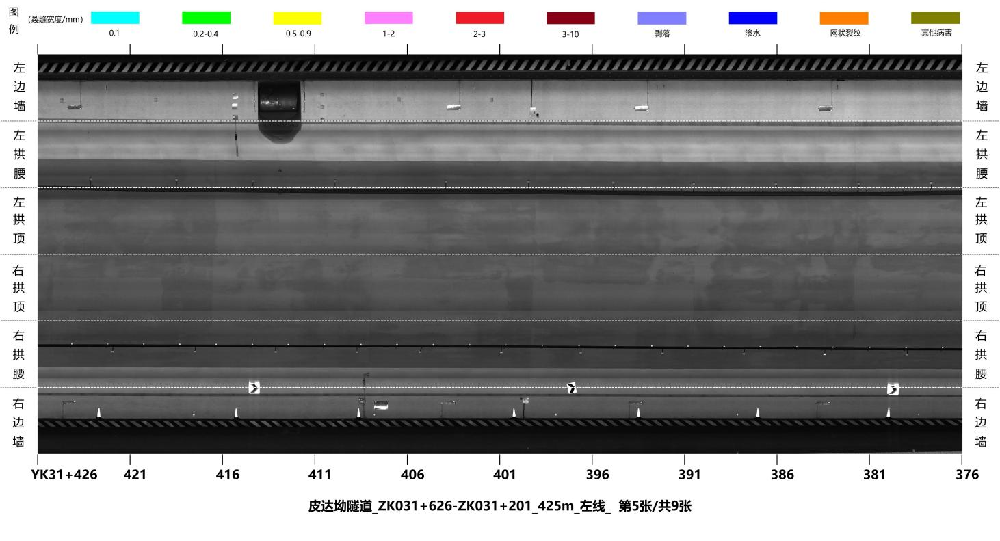 图例
(裂缝宽度/mm)
0.1
0.2-0.4
0.5-0.9
1-2
2-3
3-10
剥落
渗水
网状裂纹
其他病害
左边墙
左边墙
左拱腰
左拱腰
左拱顶
左拱顶
右拱顶
右拱顶
右拱腰
右拱腰
右边墙
右边墙
YK31+426 421 416 411 406 401 396 391 386 381 376
皮达坳隧道_ZK031+626-ZK031+201_425m_左线_ 第5张/共9张